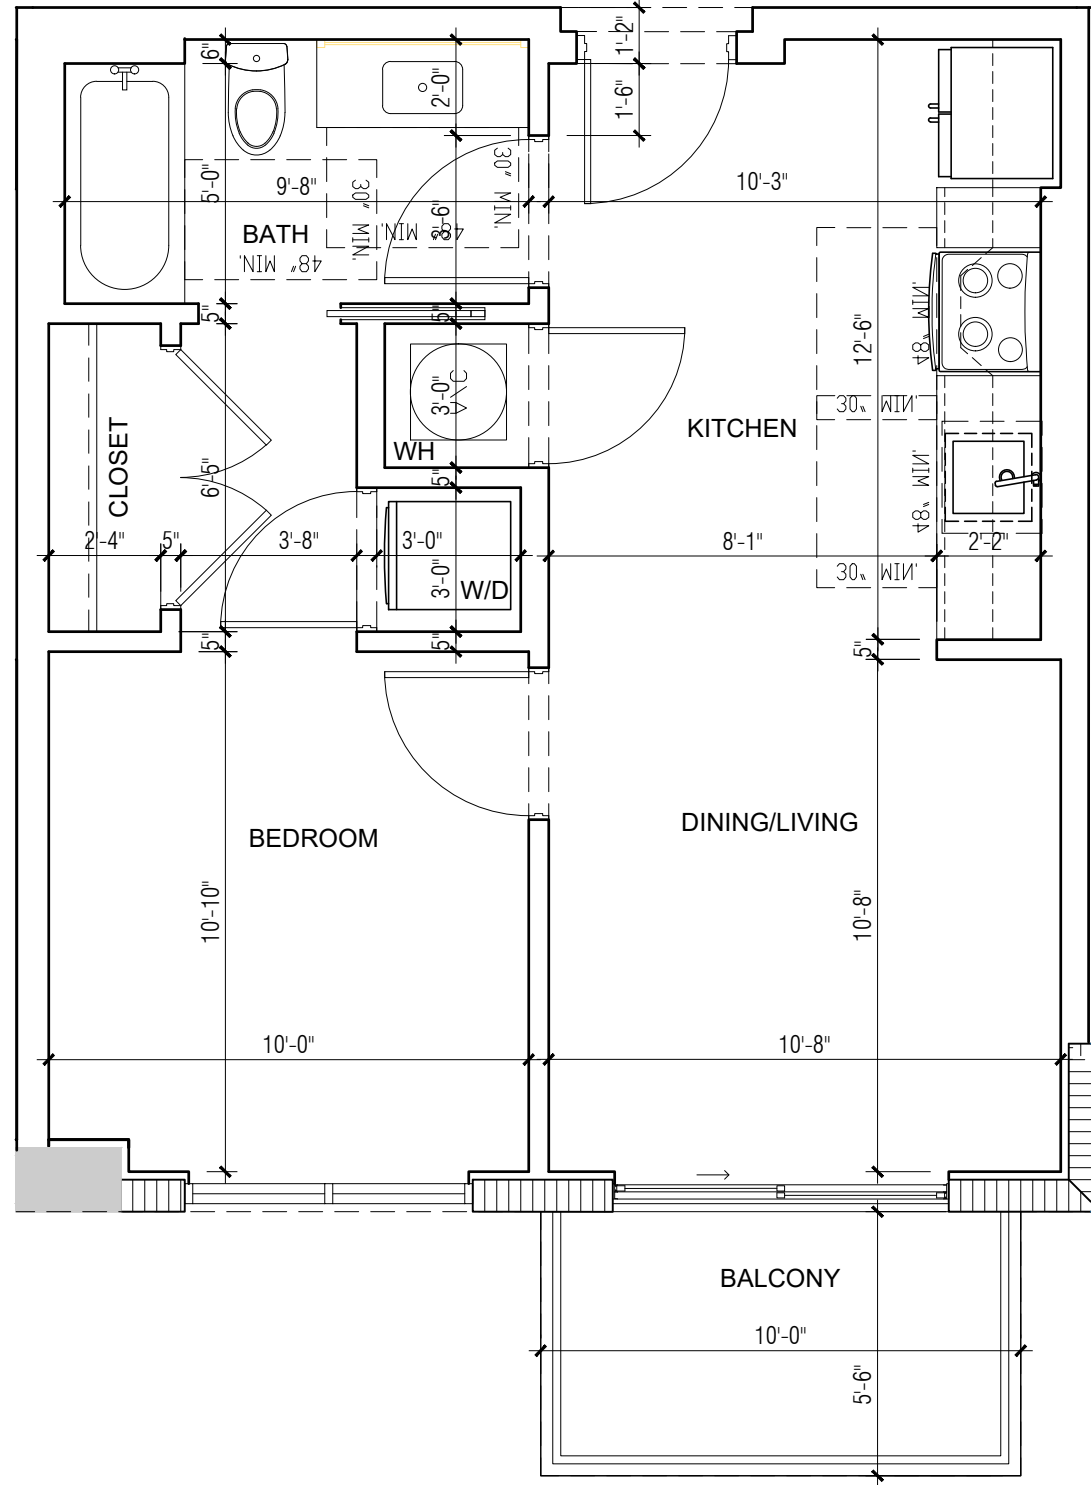 1'-2"
6"
2'-0"
1'-6"
5'-0"
9'-8"
30" MIN.
30" MIN.
10'-3"
BATH
48" MIN.
3'-6"
48" MIN.
5"
5"
12'-6"
48" MIN.
3'-0"
30" MIN.
CLOSET
WH
KITCHEN
6'-5"
5"
48" MIN.
2'-4"
5"
3'-8"
3'-0"
8'-1"
2'-2"
3'-0"
W/D
30" MIN.
5"
5"
5"
BEDROOM
DINING/LIVING
10'-10"
10'-8"
10'-0"
10'-8"
BALCONY
10'-0"
5'-6"